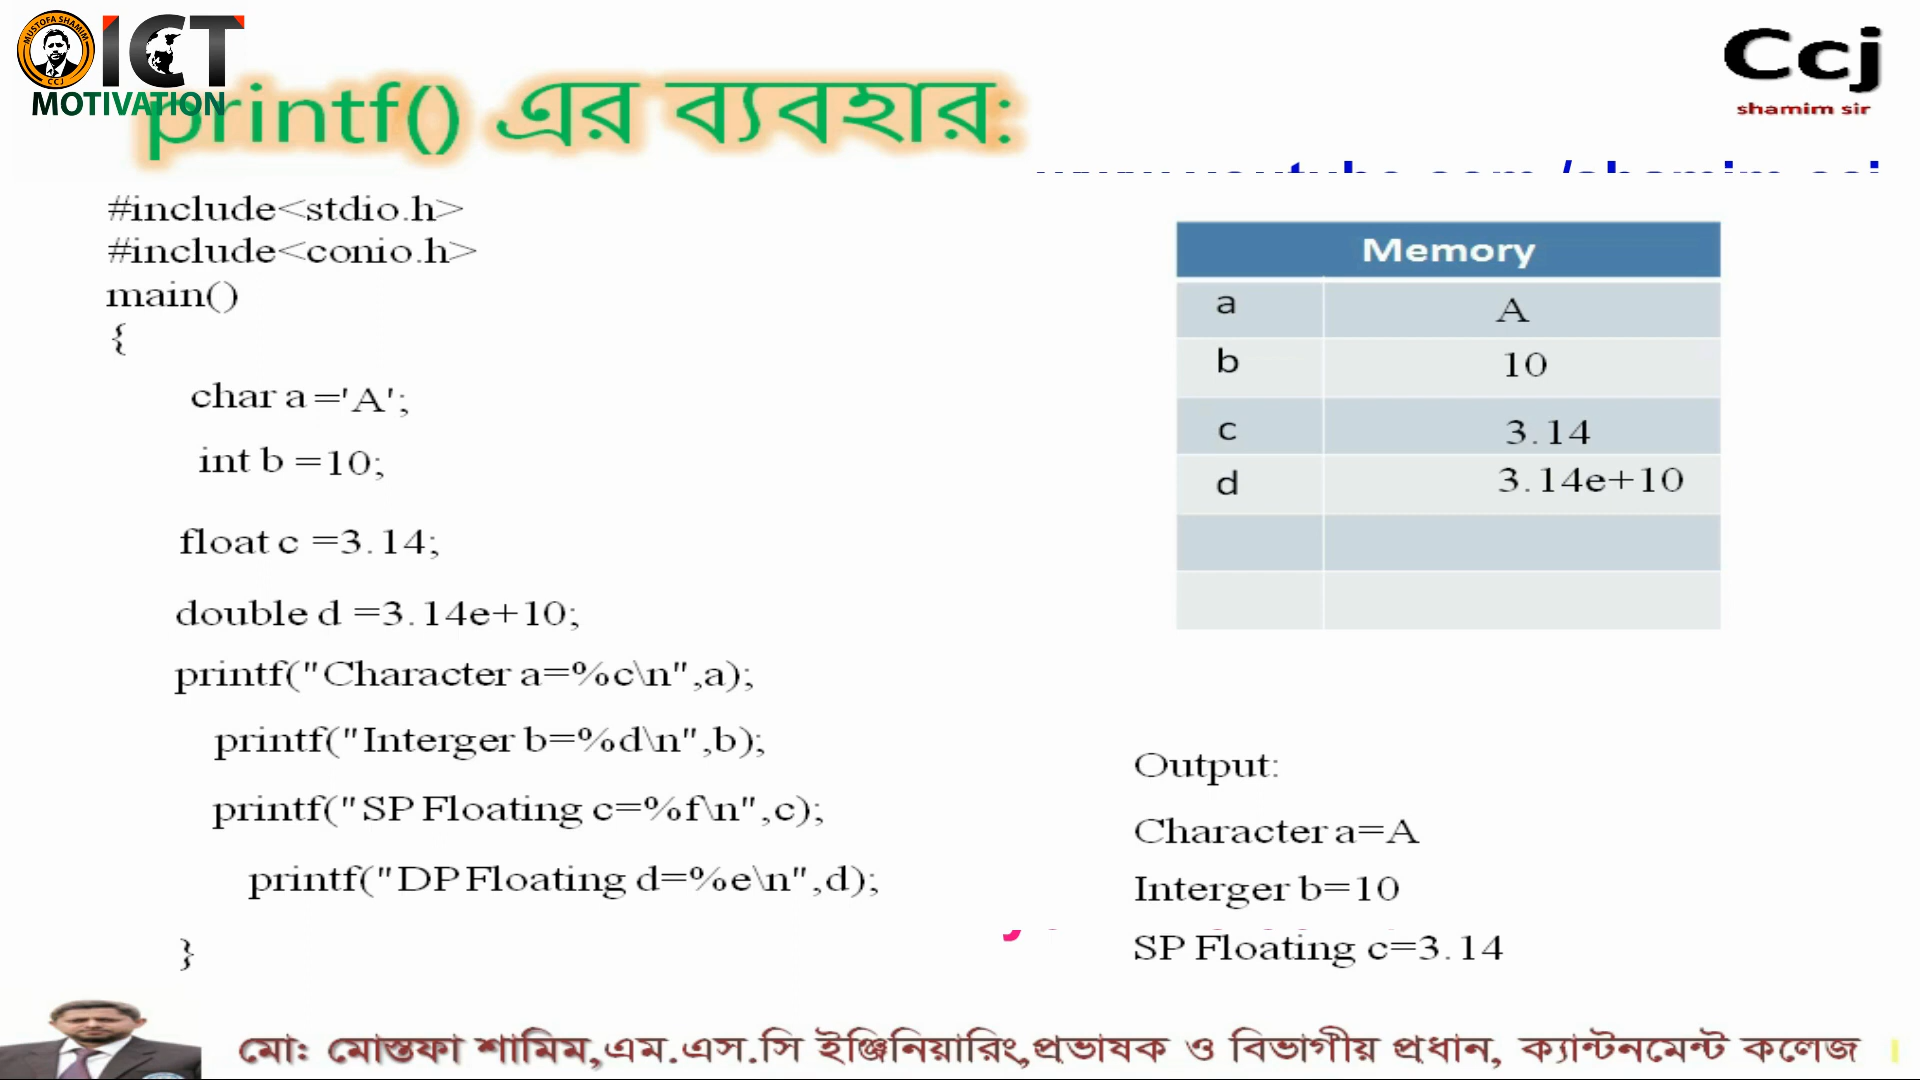 MUSTOFA SHAMIM
CCJ
ICT
MOTIVATION
printf() এর ব্যবহার:
Ccj
shamim sir
#include<stdio.h>
#include<conio.h>
main()
{
char a ='A';
int b =10;
float c =3.14;
double d =3.14e+10;
printf("Character a=%c\n",a);
printf("Interger b=%d\n",b);
printf("SP Floating c=%f\n",c);
printf("DP Floating d=%e\n",d);
}
Memory
a A
b 10
c 3.14
d 3.14e+10
Output:
Character a=A
Interger b=10
SP Floating c=3.14
মো: মোস্তফা শামিম,এম.এস.সি ইঞ্জিনিয়ারিং,প্রভাষক ও বিভাগীয় প্রধান, ক্যান্টনমেন্ট কলেজ